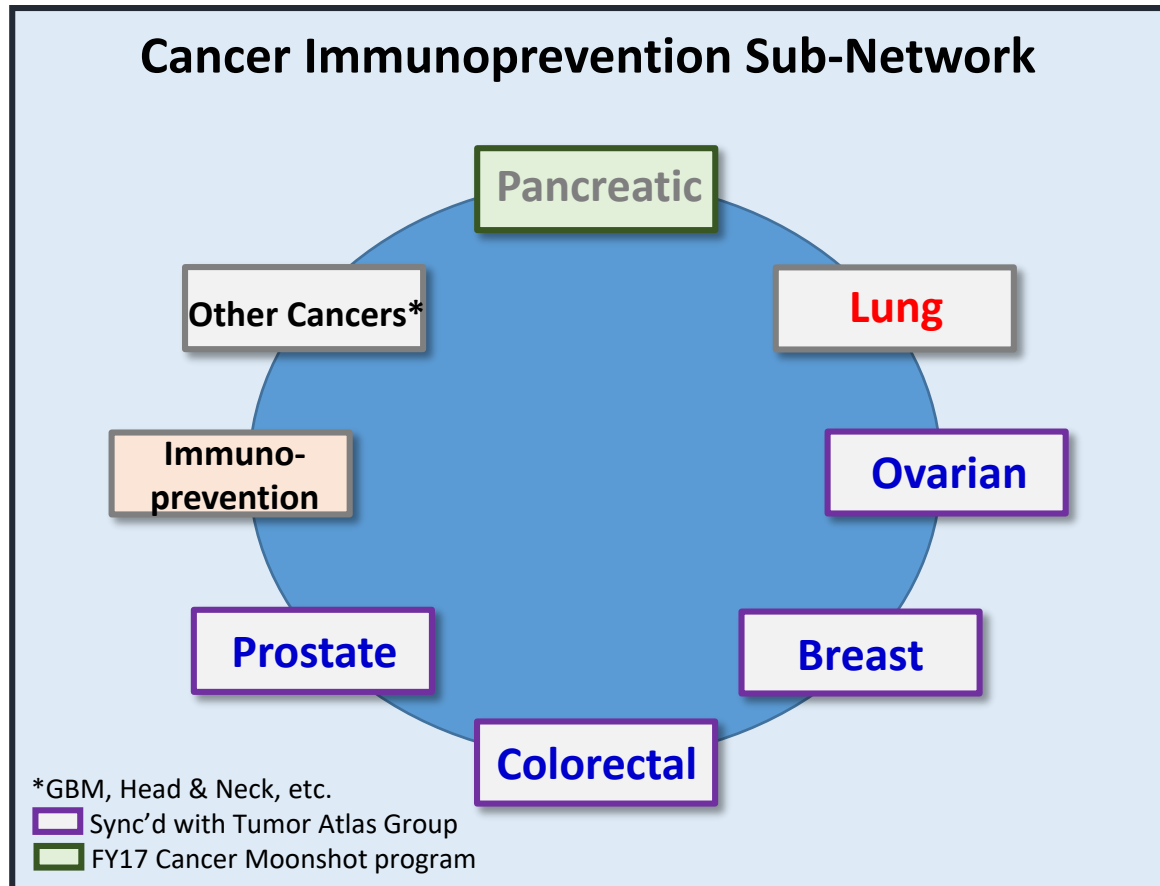 Cancer Immunoprevention Sub-Network
Pancreatic
Other Cancers*
Lung
Immuno-
prevention
Ovarian
Prostate
Breast
Colorectal
*GBM, Head & Neck, etc.
Sync’d with Tumor Atlas Group
FY17 Cancer Moonshot program